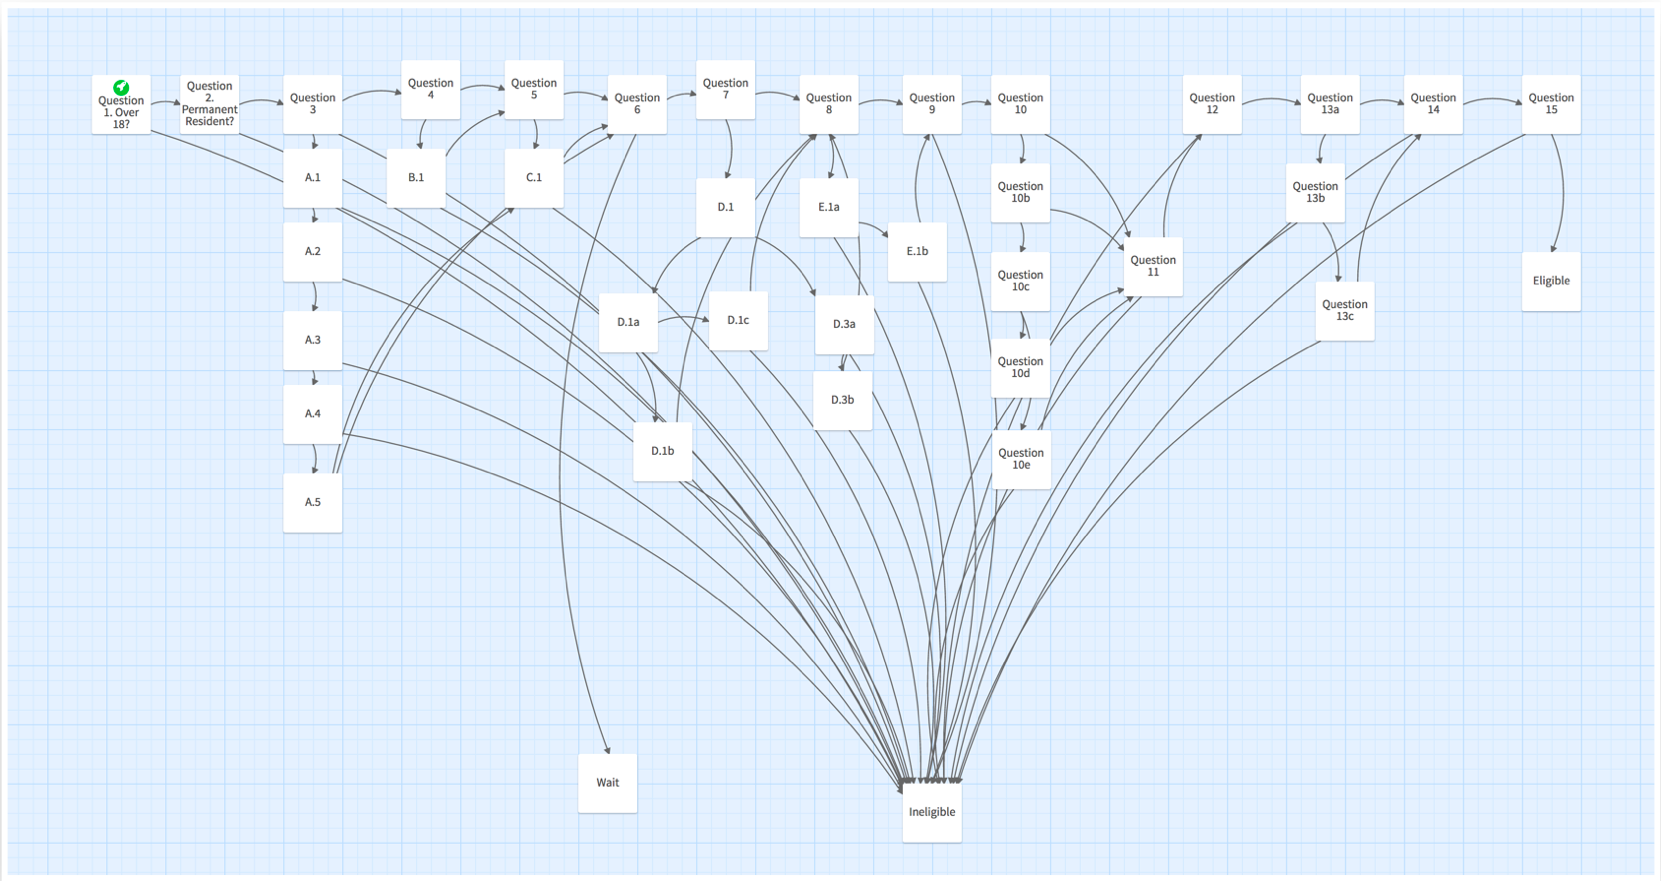 Question
1. Over
18?
Question
2.
Permanent
Resident?
Question
3
Question
4
Question
5
Question
6
Question
7
Question
8
Question
9
Question
10
Question
12
Question
13a
Question
14
Question
15
A.1
B.1
C.1
D.1
E.1a
Question
10b
Question
13b
A.2
E.1b
Question
10c
Question
11
Question
13c
Eligible
A.3
D.1a
D.1c
D.3a
Question
10d
A.4
D.3b
D.1b
Question
10e
A.5
Wait
Ineligible